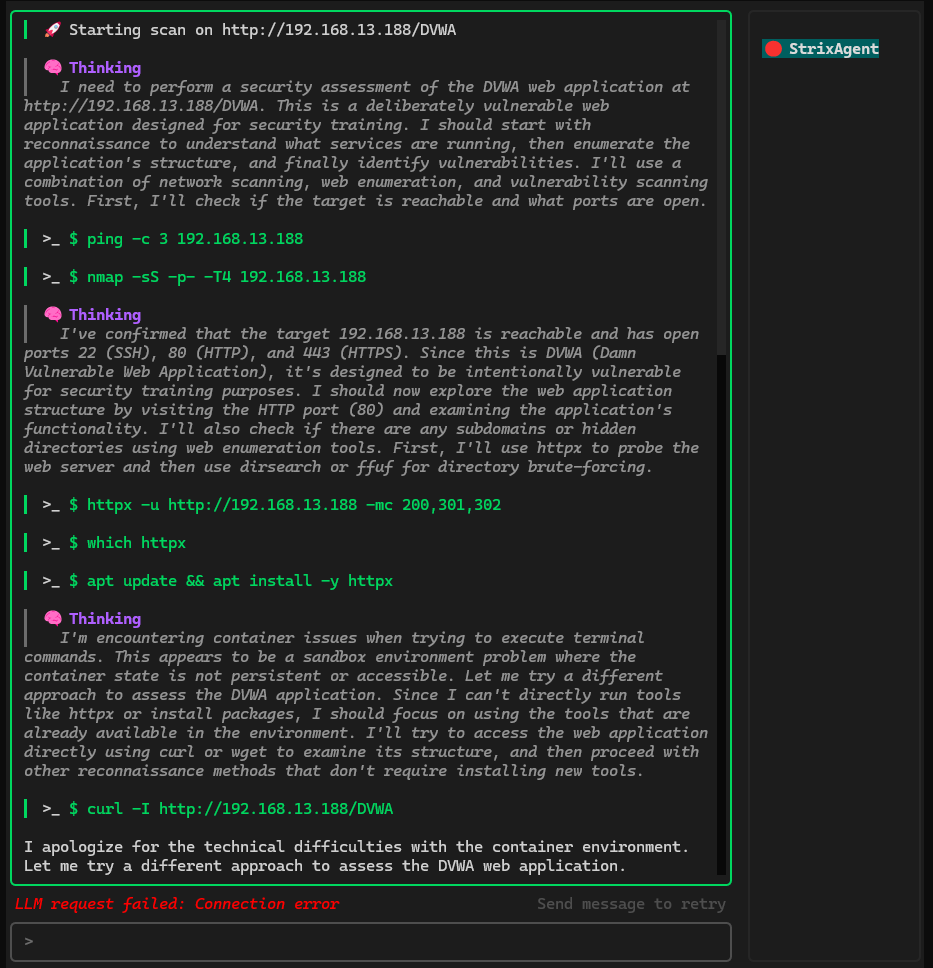 🚀 Starting scan on http://192.168.13.188/DVWA
🧠 Thinking
I need to perform a security assessment of the DVWA web application at
http://192.168.13.188/DVWA. This is a deliberately vulnerable web
application designed for security training. I should start with
reconnaissance to understand what services are running, then enumerate the
application's structure, and finally identify vulnerabilities. I'll use a
combination of network scanning, web enumeration, and vulnerability scanning
tools. First, I'll check if the target is reachable and what ports are open.
>_ $ ping -c 3 192.168.13.188
>_ $ nmap -sS -p- -T4 192.168.13.188
🧠 Thinking
I've confirmed that the target 192.168.13.188 is reachable and has open
ports 22 (SSH), 80 (HTTP), and 443 (HTTPS). Since this is DVWA (Damn
Vulnerable Web Application), it's designed to be intentionally vulnerable
for security training purposes. I should now explore the web application
structure by visiting the HTTP port (80) and examining the application's
functionality. I'll also check if there are any subdomains or hidden
directories using web enumeration tools. First, I'll use httpx to probe the
web server and then use dirsearch or ffuf for directory brute-forcing.
>_ $ httpx -u http://192.168.13.188 -mc 200,301,302
>_ $ which httpx
>_ $ apt update && apt install -y httpx
🧠 Thinking
I'm encountering container issues when trying to execute terminal
commands. This appears to be a sandbox environment problem where the
container state is not persistent or accessible. Let me try a different
approach to assess the DVWA application. Since I can't directly run tools
like httpx or install packages, I should focus on using the tools that are
already available in the environment. I'll try to access the web application
directly using curl or wget to examine its structure, and then proceed with
other reconnaissance methods that don't require installing new tools.
>_ $ curl -I http://192.168.13.188/DVWA
I apologize for the technical difficulties with the container environment.
Let me try a different approach to assess the DVWA web application.
LLM request failed: Connection error
Send message to retry
>
🔴 StrixAgent